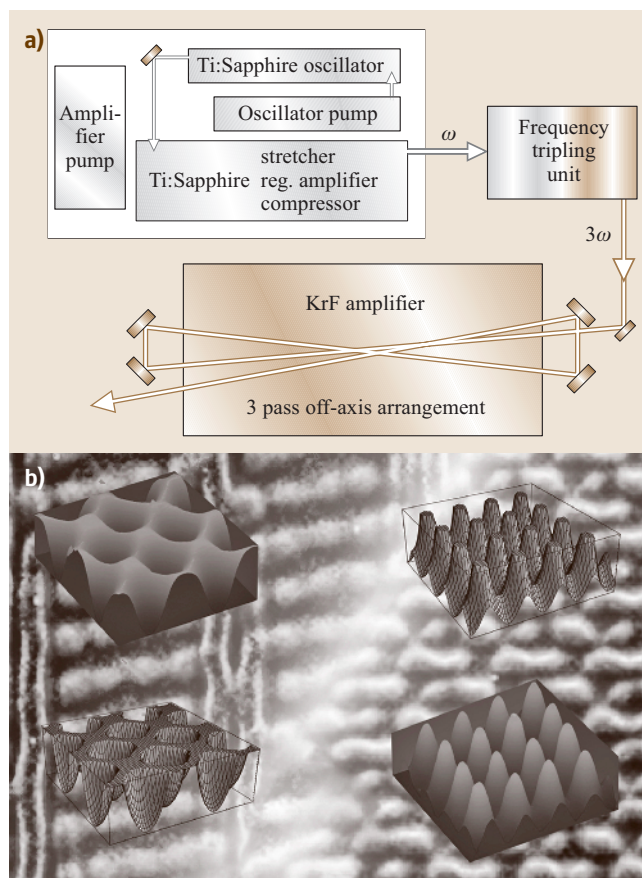 a)
Ti:Sapphire oscillator
Oscillator pump
Ampli-
fier
pump
stretcher
Ti:Sapphire reg. amplifier
compressor
ω
Frequency
tripling
unit
3ω
KrF amplifier
3 pass off-axis arrangement
b)